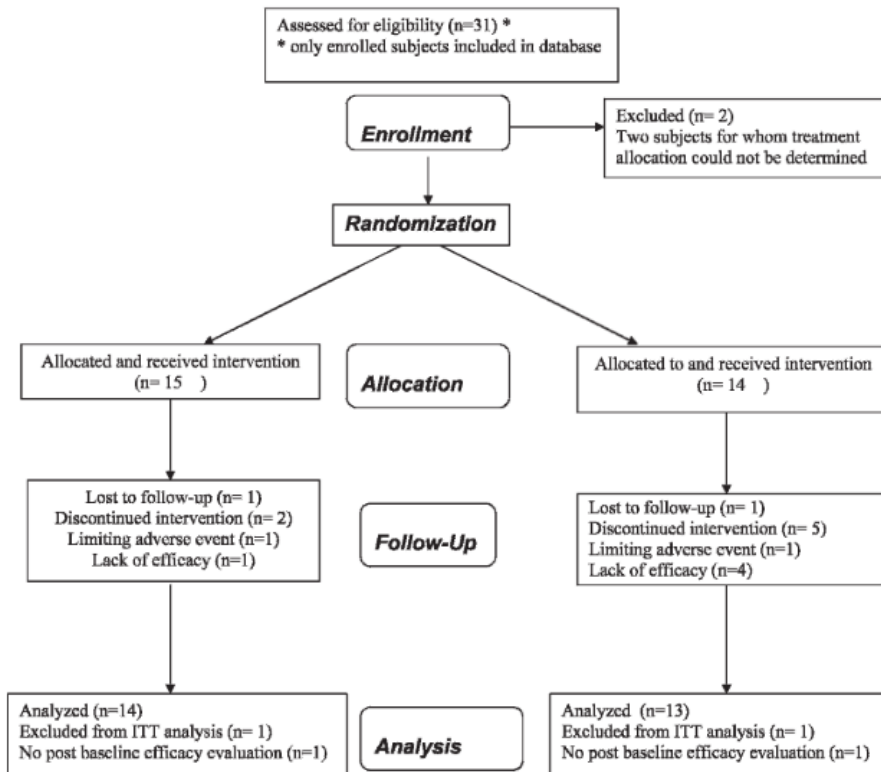 Assessed for eligibility (n=31) *
* only enrolled subjects included in database
Enrollment
Excluded (n= 2)
Two subjects for whom treatment
allocation could not be determined
Randomization
Allocated and received intervention
(n= 15 )
Allocation
Allocated to and received intervention
(n= 14 )
Lost to follow-up (n= 1)
Discontinued intervention (n= 2)
Limiting adverse event (n=1)
Lack of efficacy (n=1)
Follow-Up
Lost to follow-up (n= 1)
Discontinued intervention (n= 5)
Limiting adverse event (n=1)
Lack of efficacy (n=4)
Analyzed (n=14)
Excluded from ITT analysis (n= 1)
No post baseline efficacy evaluation (n=1)
Analysis
Analyzed (n=13)
Excluded from ITT analysis (n= 1)
No post baseline efficacy evaluation (n=1)